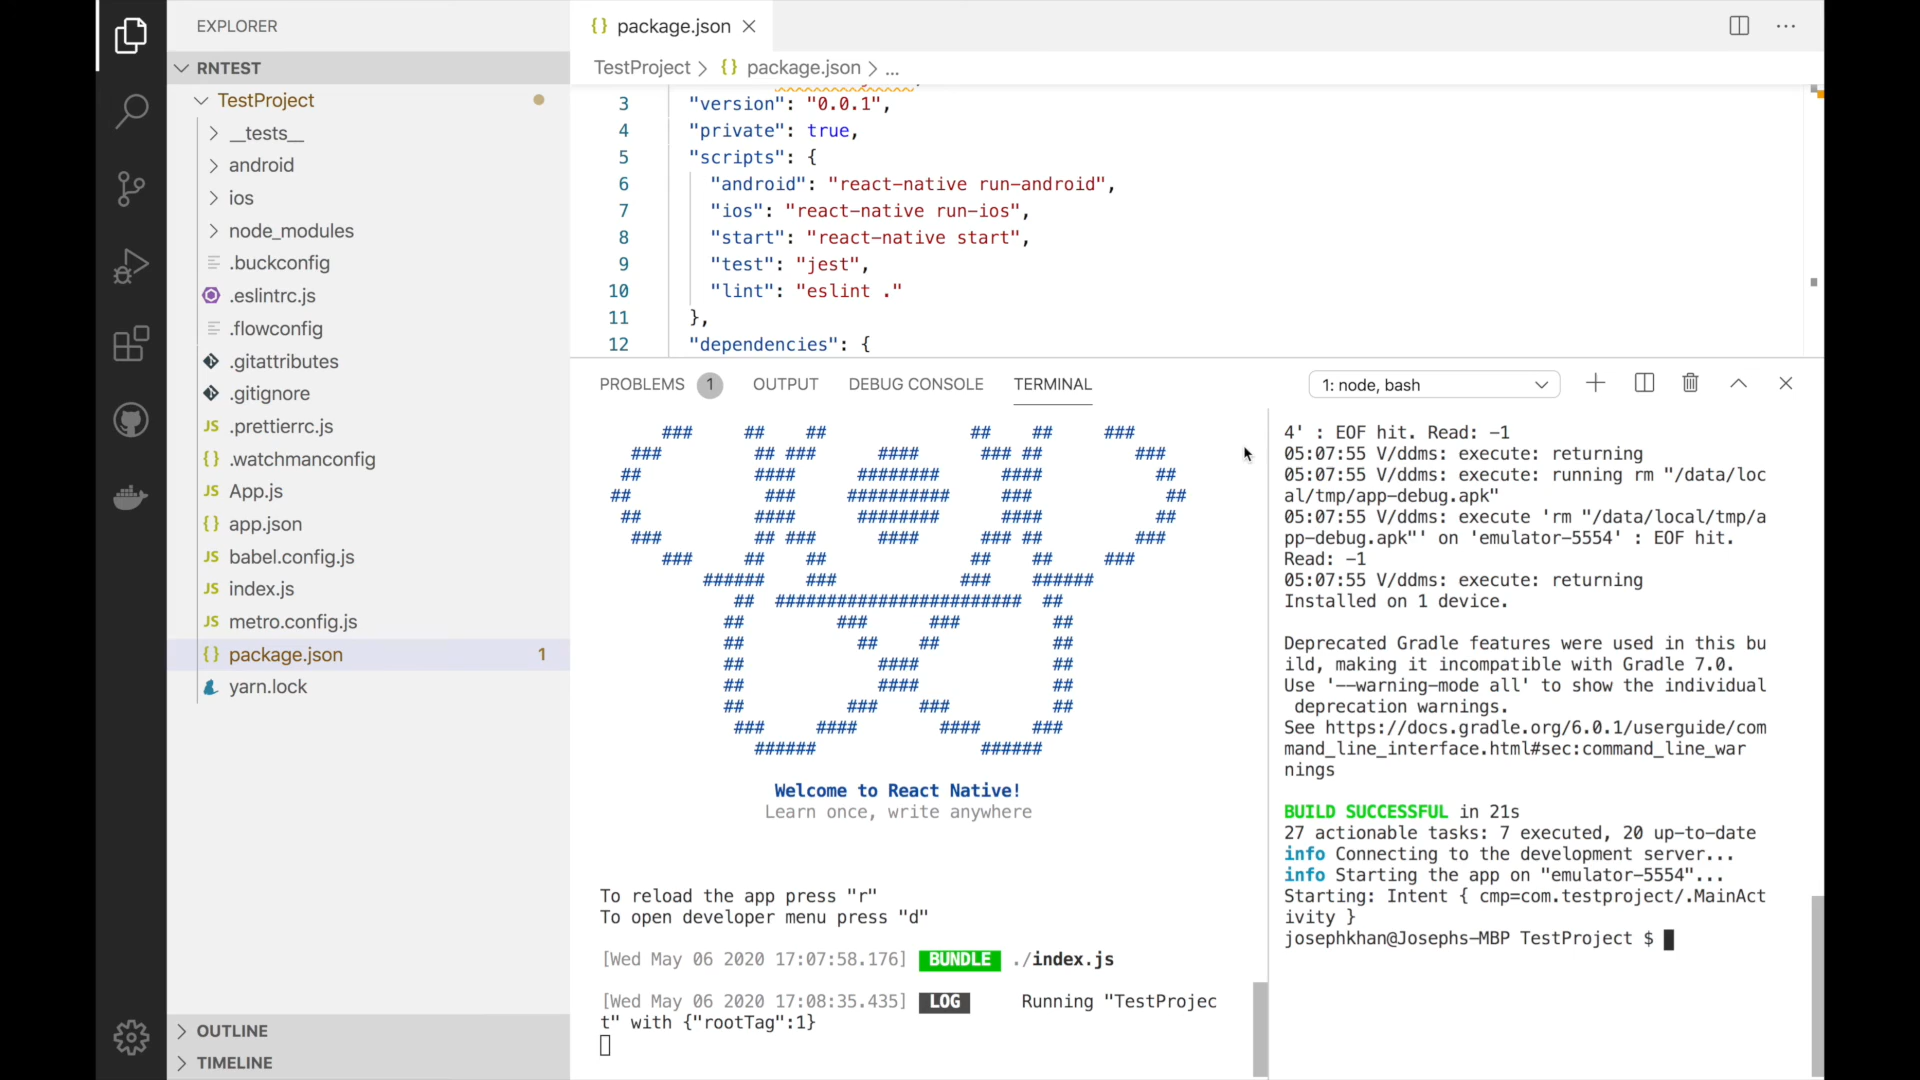 EXPLORER
RNTEST
TestProject
__tests__
android
ios
node_modules
.buckconfig
.eslintrc.js
.flowconfig
.gitattributes
.gitignore
JS .prettierrc.js
{} .watchmanconfig
JS App.js
{} app.json
JS babel.config.js
JS index.js
JS metro.config.js
{} package.json 1
yarn.lock
OUTLINE
TIMELINE
{} package.json
TestProject > {} package.json > ...
3 "version": "0.0.1",
4 "private": true,
5 "scripts": {
6 "android": "react-native run-android",
7 "ios": "react-native run-ios",
8 "start": "react-native start",
9 "test": "jest",
10 "lint": "eslint ."
11 },
12 "dependencies": {
PROBLEMS 1 OUTPUT DEBUG CONSOLE TERMINAL 1: node, bash
### ## ## ## ## ###
### ## ### #### ### ## ###
## #### ######## #### ##
## ### ########## ### ##
## #### ######## #### ##
### ## ### #### ### ## ###
### ## ## ## ## ###
###### ### ### ######
## ######################## ##
## ### ### ##
## ## ## ##
## #### ##
## #### ##
## ### ### ##
### #### #### ###
###### ######
Welcome to React Native!
Learn once, write anywhere
To reload the app press "r"
To open developer menu press "d"
[Wed May 06 2020 17:07:58.176] BUNDLE ./index.js
[Wed May 06 2020 17:08:35.435] LOG Running "TestProjec
t" with {"rootTag":1}
4' : EOF hit. Read: -1
05:07:55 V/ddms: execute: returning
05:07:55 V/ddms: execute: running rm "/data/loc
al/tmp/app-debug.apk"
05:07:55 V/ddms: execute 'rm "/data/local/tmp/a
pp-debug.apk"' on 'emulator-5554' : EOF hit.
Read: -1
05:07:55 V/ddms: execute: returning
Installed on 1 device.
Deprecated Gradle features were used in this bu
ild, making it incompatible with Gradle 7.0.
Use '--warning-mode all' to show the individual
deprecation warnings.
See https://docs.gradle.org/6.0.1/userguide/com
mand_line_interface.html#sec:command_line_war
nings
BUILD SUCCESSFUL in 21s
27 actionable tasks: 7 executed, 20 up-to-date
info Connecting to the development server...
info Starting the app on "emulator-5554"...
Starting: Intent { cmp=com.testproject/.MainAct
ivity }
josephkhan@Josephs-MBP TestProject $